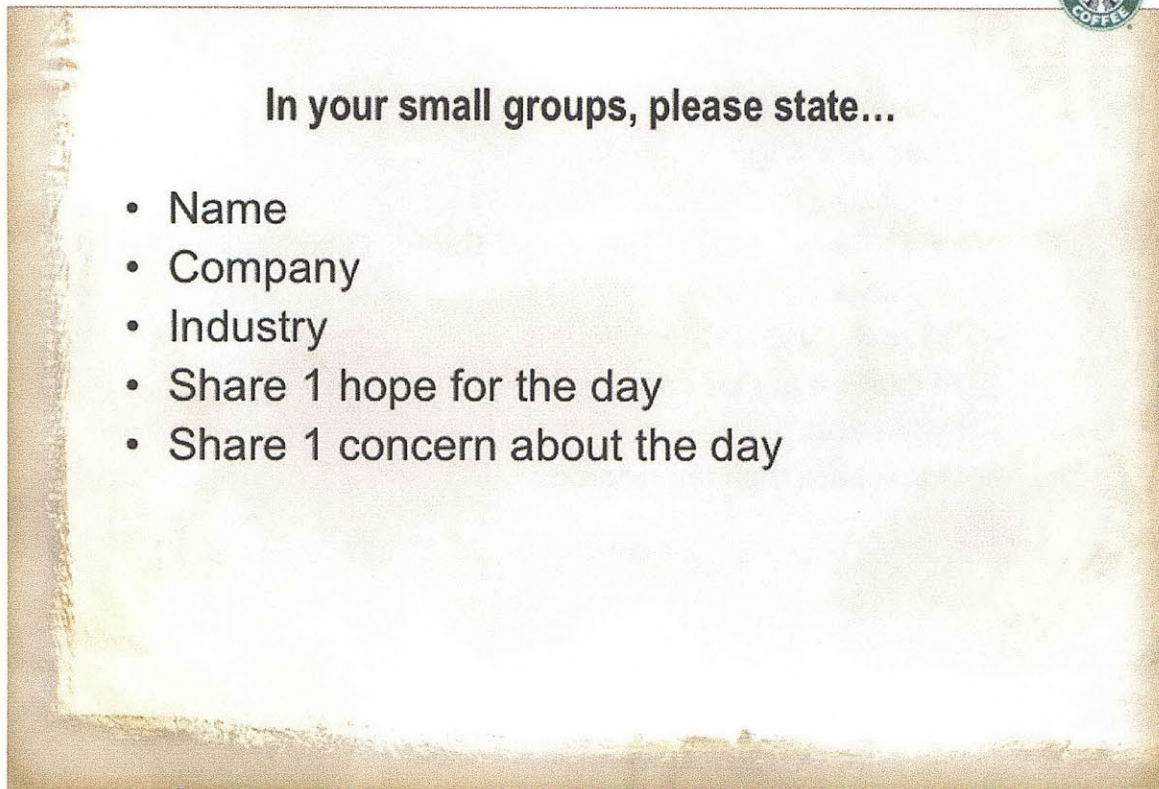 COFFEE
In your small groups, please state…
• Name
• Company
• Industry
• Share 1 hope for the day
• Share 1 concern about the day